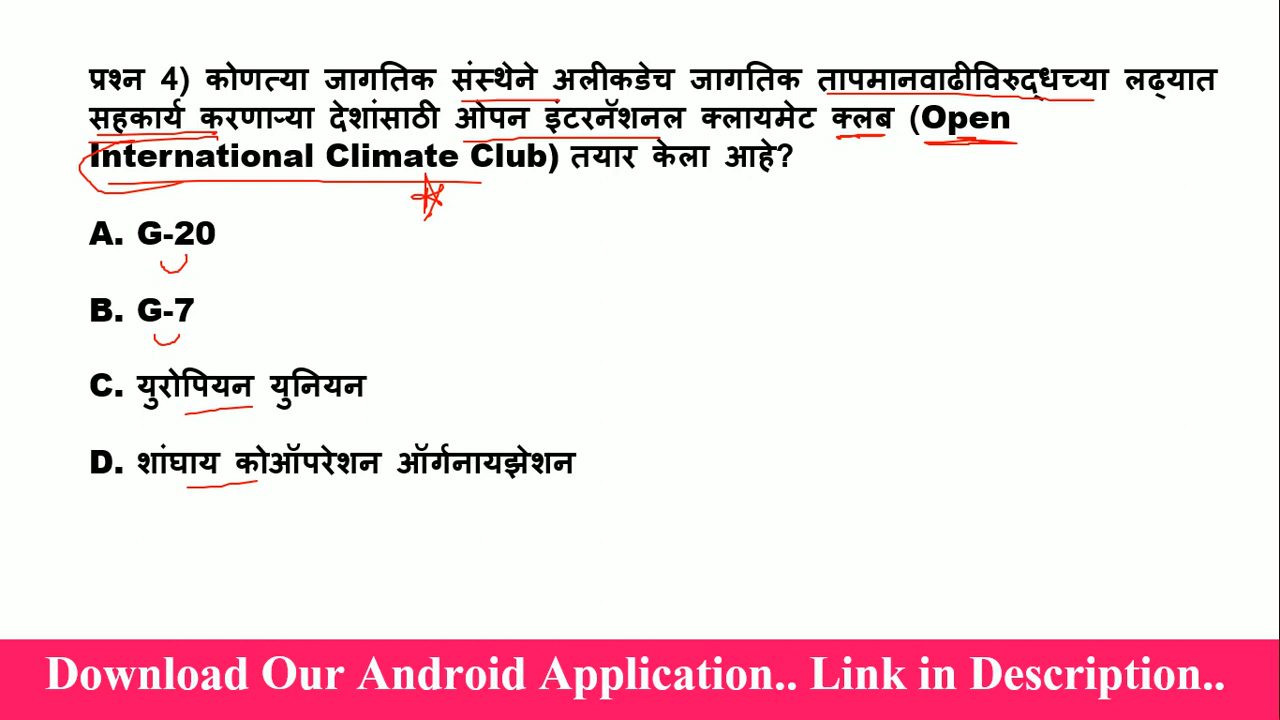 प्रश्न 4) कोणत्या जागतिक संस्थेने अलीकडेच जागतिक तापमानवाढीविरुद्धच्या लढ्यात
सहकार्य करणाऱ्या देशांसाठी ओपन इंटरनॅशनल क्लायमेट क्लब (Open
International Climate Club) तयार केला आहे?
A. G-20
B. G-7
C. युरोपियन युनियन
D. शांघाय कोऑपरेशन ऑर्गनायझेशन
Download Our Android Application.. Link in Description..